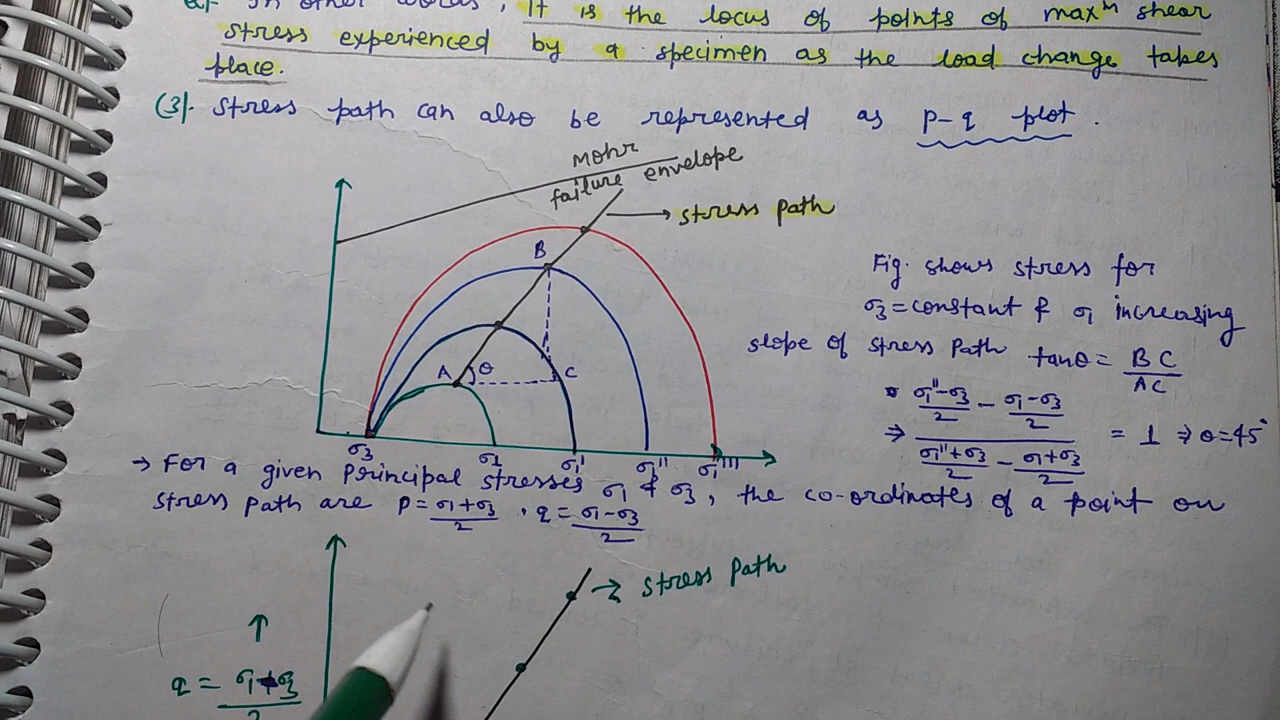 In other words, It is the locus of points of maxᵐ shear
stress experienced by a specimen as the load change takes
place.
(3). Stress path can also be represented as p-q plot.
Mohr
failure envelope
stress path
B
A θ C
σ3 σ1 σ1' σ1'' σ1'''
Fig. shows stress for
σ3=constant & σ1 increasing
slope of stress Path tanθ = BC/AC
⇒ ((σ1''-σ3)/2 - (σ1-σ3)/2) / ((σ1''+σ3)/2 - (σ1+σ3)/2) = 1 ⇒ θ=45°
→ For a given principal stresses σ1 & σ3, the co-ordinates of a point on
stress path are P = (σ1+σ3)/2 , q = (σ1-σ3)/2
→ stress path
↑
q = (σ1-σ3)/2